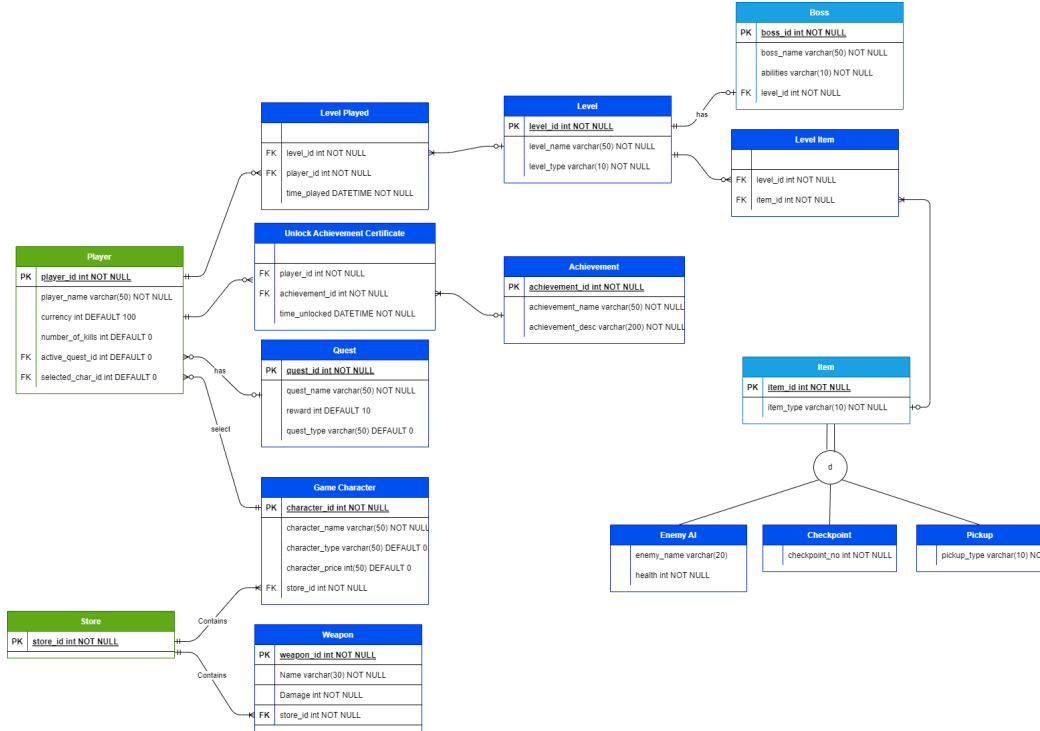 Boss
PK boss_id int NOT NULL
boss_name varchar(50) NOT NULL
abilities varchar(10) NOT NULL
FK level_id int NOT NULL
has
Level Played
FK level_id int NOT NULL
FK player_id int NOT NULL
time_played DATETIME NOT NULL
Level
PK level_id int NOT NULL
level_name varchar(50) NOT NULL
level_type varchar(10) NOT NULL
Level Item
FK level_id int NOT NULL
FK item_id int NOT NULL
Unlock Achievement Certificate
FK player_id int NOT NULL
FK achievement_id int NOT NULL
time_unlocked DATETIME NOT NULL
Player
PK player_id int NOT NULL
player_name varchar(50) NOT NULL
currency int DEFAULT 100
number_of_kills int DEFAULT 0
FK active_quest_id int DEFAULT 0
FK selected_char_id int DEFAULT 0
Achievement
PK achievement_id int NOT NULL
achievement_name varchar(50) NOT NULL
achievement_desc varchar(200) NOT NULL
has
select
Quest
PK quest_id int NOT NULL
quest_name varchar(50) NOT NULL
reward int DEFAULT 10
quest_type varchar(50) DEFAULT 0
Item
PK item_id int NOT NULL
item_type varchar(10) NOT NULL
d
Game Character
PK character_id int NOT NULL
character_name varchar(50) NOT NULL
character_type varchar(50) DEFAULT 0
character_price int(50) DEFAULT 0
FK store_id int NOT NULL
Enemy AI
enemy_name varchar(20)
health int NOT NULL
Checkpoint
checkpoint_no int NOT NULL
Pickup
pickup_type varchar(10) NO
Store
PK store_id int NOT NULL
Contains
Contains
Weapon
PK weapon_id int NOT NULL
Name varchar(30) NOT NULL
Damage int NOT NULL
FK store_id int NOT NULL